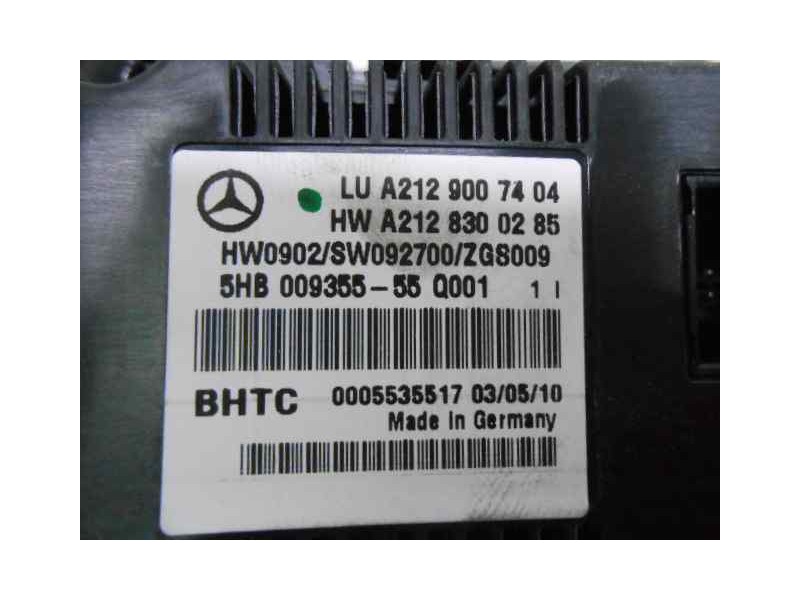 LU A212 900 74 04
HW A212 830 02 85
HW0902/SW092700/ZGS009
5HB 009355-55 Q001 1 I
BHTC 0005535517 03/05/10
Made in Germany